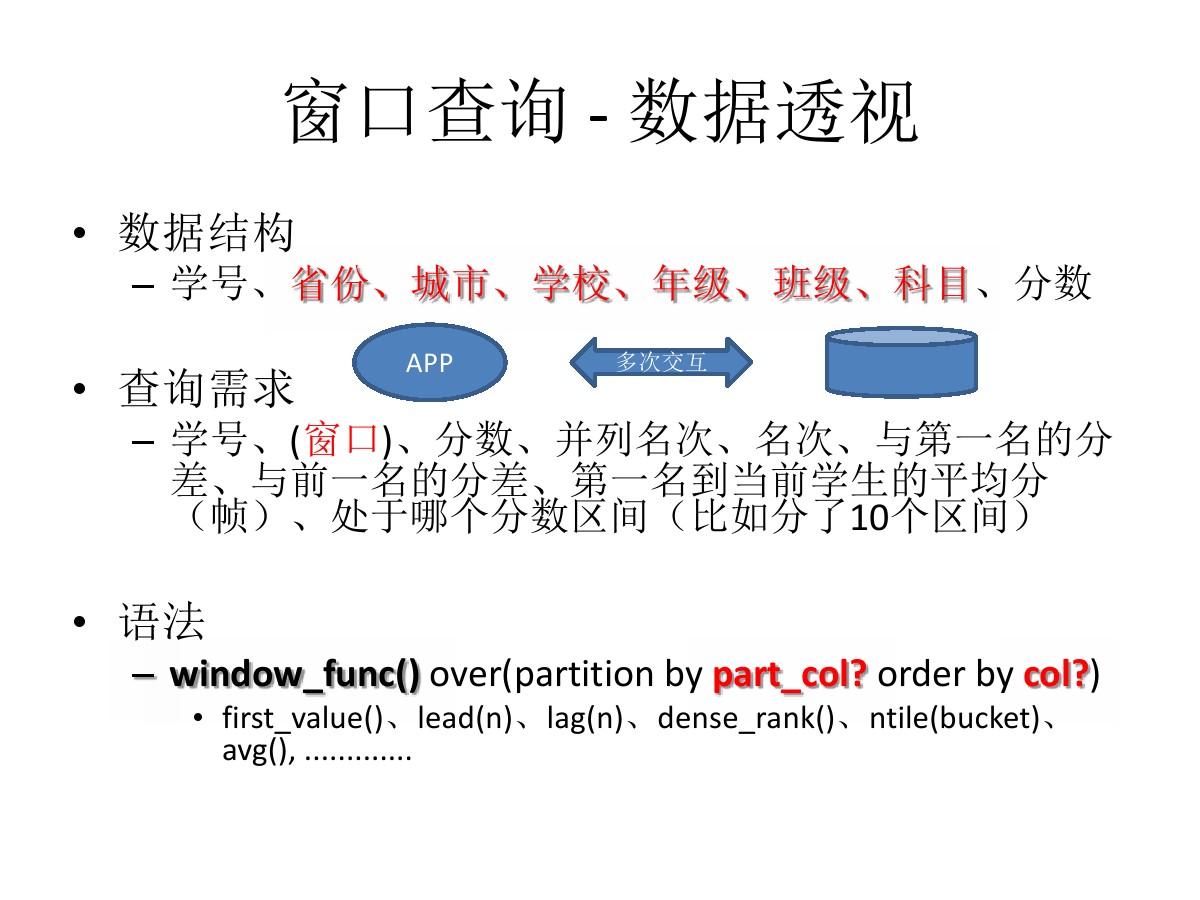 窗口查询 - 数据透视
• 数据结构
– 学号、省份、城市、学校、年级、班级、科目、分数
APP
多次交互
• 查询需求
– 学号、(窗口)、分数、并列名次、名次、与第一名的分
差、与前一名的分差、第一名到当前学生的平均分
（帧）、处于哪个分数区间（比如分了10个区间）
• 语法
– window_func() over(partition by part_col? order by col?)
• first_value()、lead(n)、lag(n)、dense_rank()、ntile(bucket)、
avg(), .............